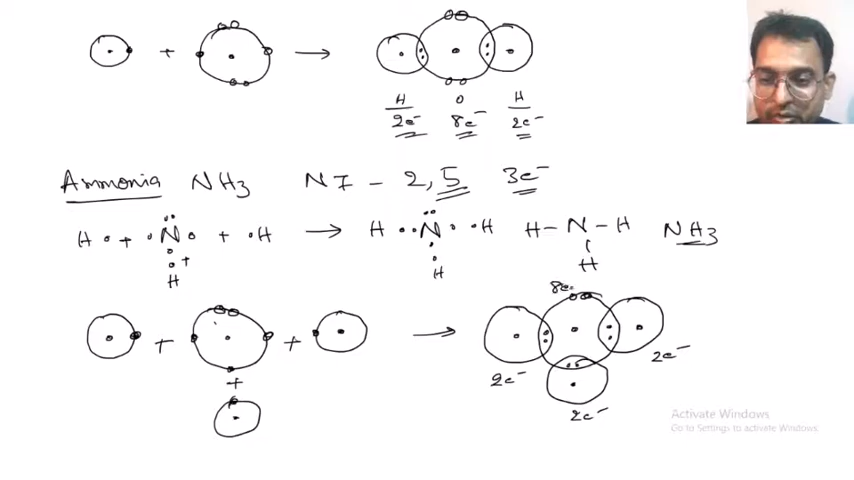 + →
H O H
2e⁻ 8e⁻ 2e⁻
Ammonia NH₃ N 7 – 2, 5 3e⁻
H · + · N · + · H → H ·· N ·· H H – N – H NH₃
+
H H H
8e⁻
+ + →
2e⁻
2e⁻
+
2e⁻
Activate Windows
Go to Settings to activate Windows.